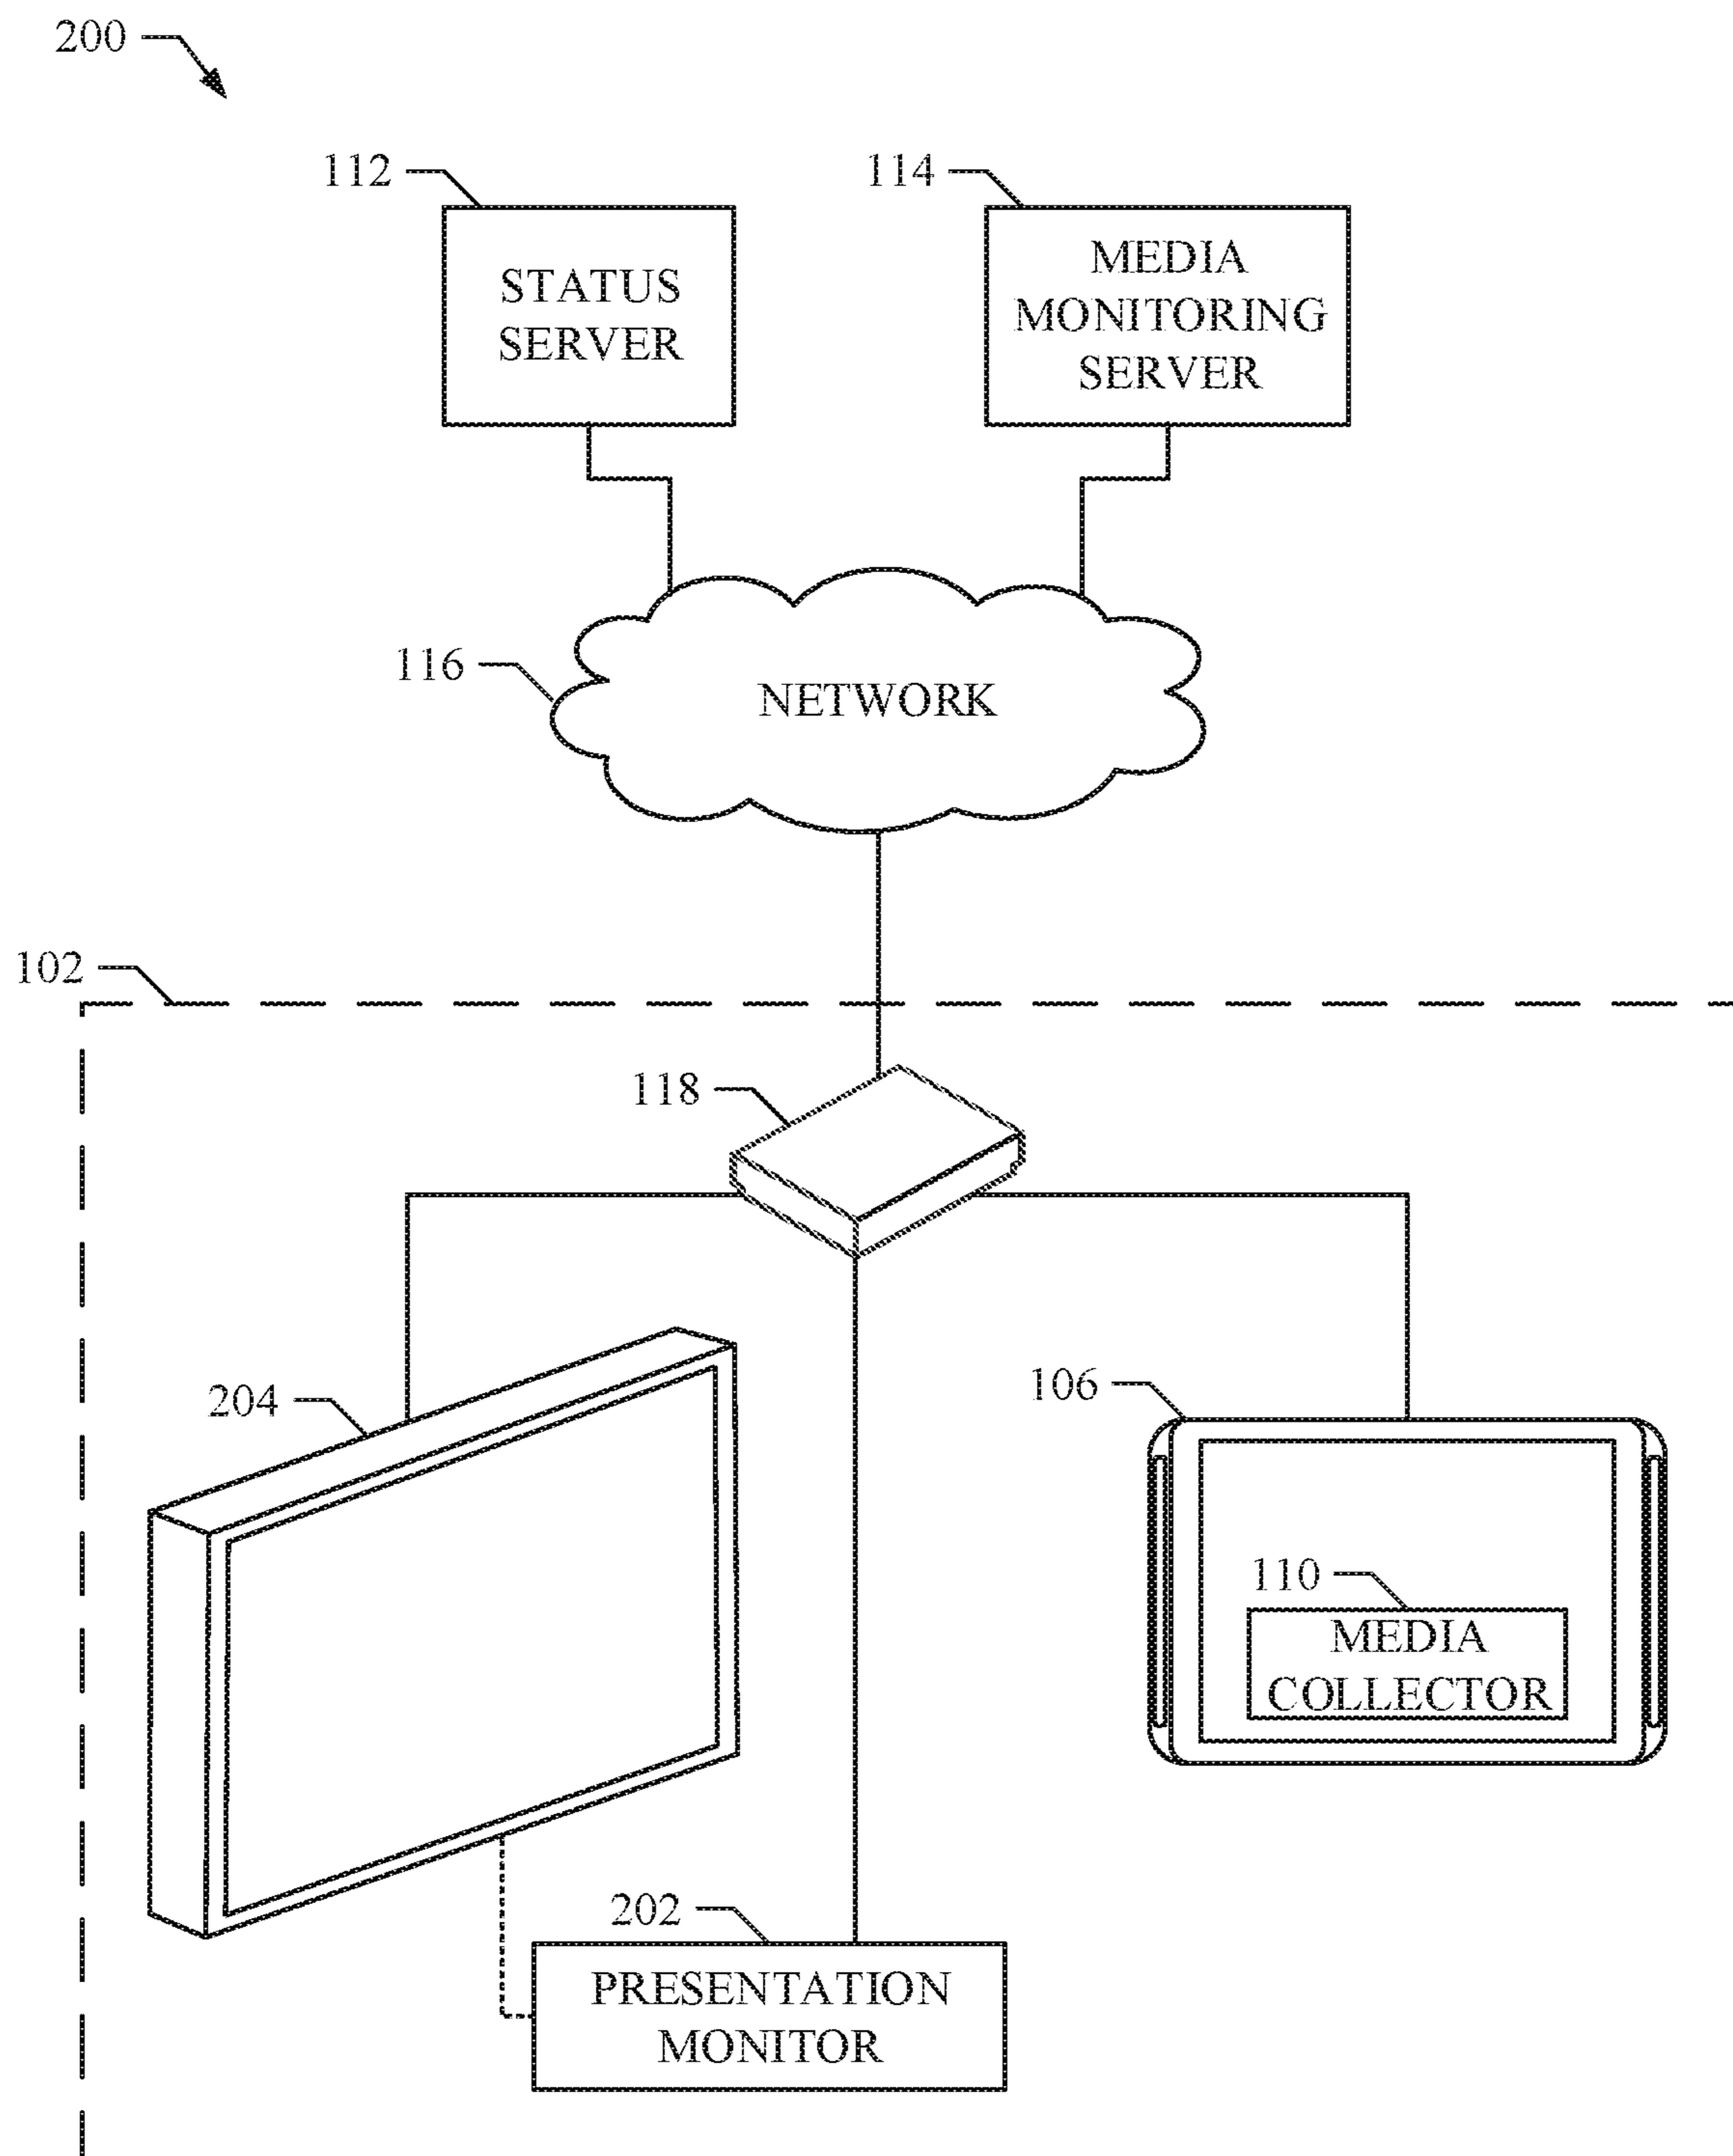 200
112
114
STATUS
SERVER
MEDIA
MONITORING
SERVER
116
NETWORK
102
118
204
106
110
MEDIA
COLLECTOR
202
PRESENTATION
MONITOR